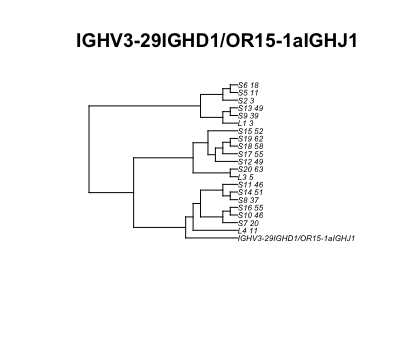 IGHV3-29IGHD1/OR15-1aIGHJ1
S6 18
S5 11
S2 3
S13 49
S9 39
L1 3
S15 52
S19 62
S18 58
S17 55
S12 49
S20 63
L3 5
S11 46
S14 51
S8 37
S16 55
S10 46
S7 20
L4 11
IGHV3-29IGHD1/OR15-1aIGHJ1